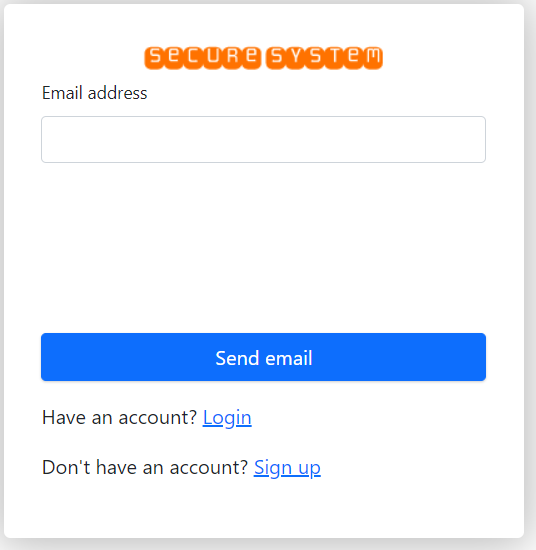 SECURE SYSTEM
Email address
Send email
Have an account? Login
Don't have an account? Sign up